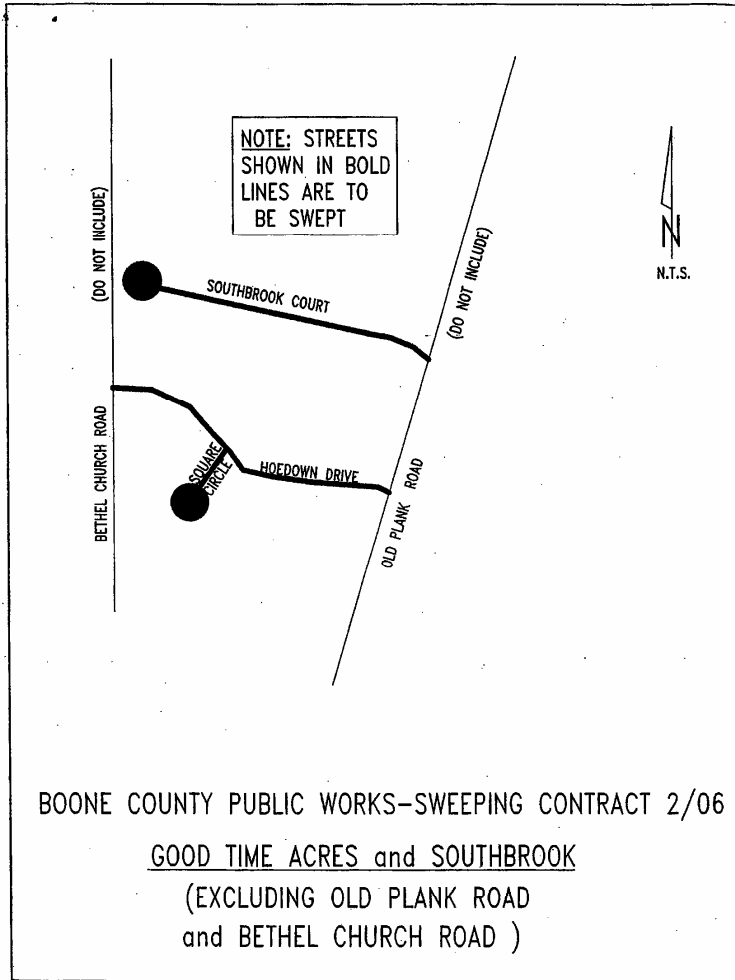 NOTE: STREETS
SHOWN IN BOLD
LINES ARE TO
BE SWEPT
(DO NOT INCLUDE)
N
N.T.S.
SOUTHBROOK COURT
(DO NOT INCLUDE)
BETHEL CHURCH ROAD
SQUARE
CIRCLE
HOEDOWN DRIVE
OLD PLANK ROAD
BOONE COUNTY PUBLIC WORKS-SWEEPING CONTRACT 2/06
GOOD TIME ACRES and SOUTHBROOK
(EXCLUDING OLD PLANK ROAD
and BETHEL CHURCH ROAD )